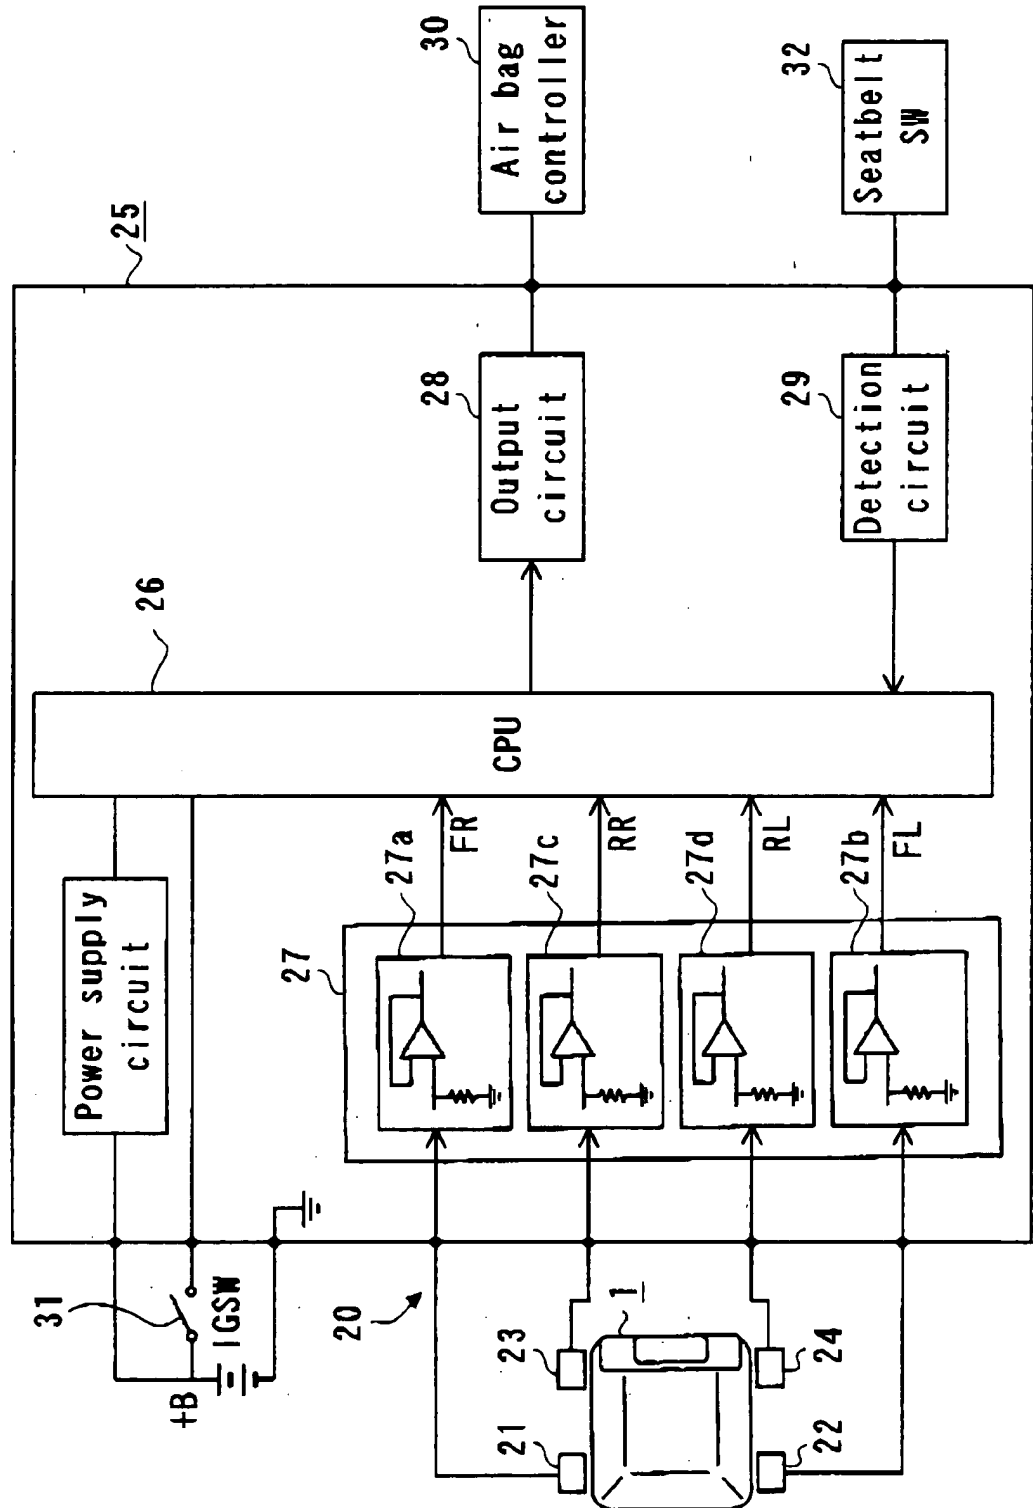 31
+B
IGSW
Power supply
circuit
26
25
CPU
20
21
23
1
22
24
27
27a
FR
27c
RR
27d
RL
27b
FL
28
Output
circuit
30
Air bag
controller
29
Detection
circuit
32
Seatbelt
SW